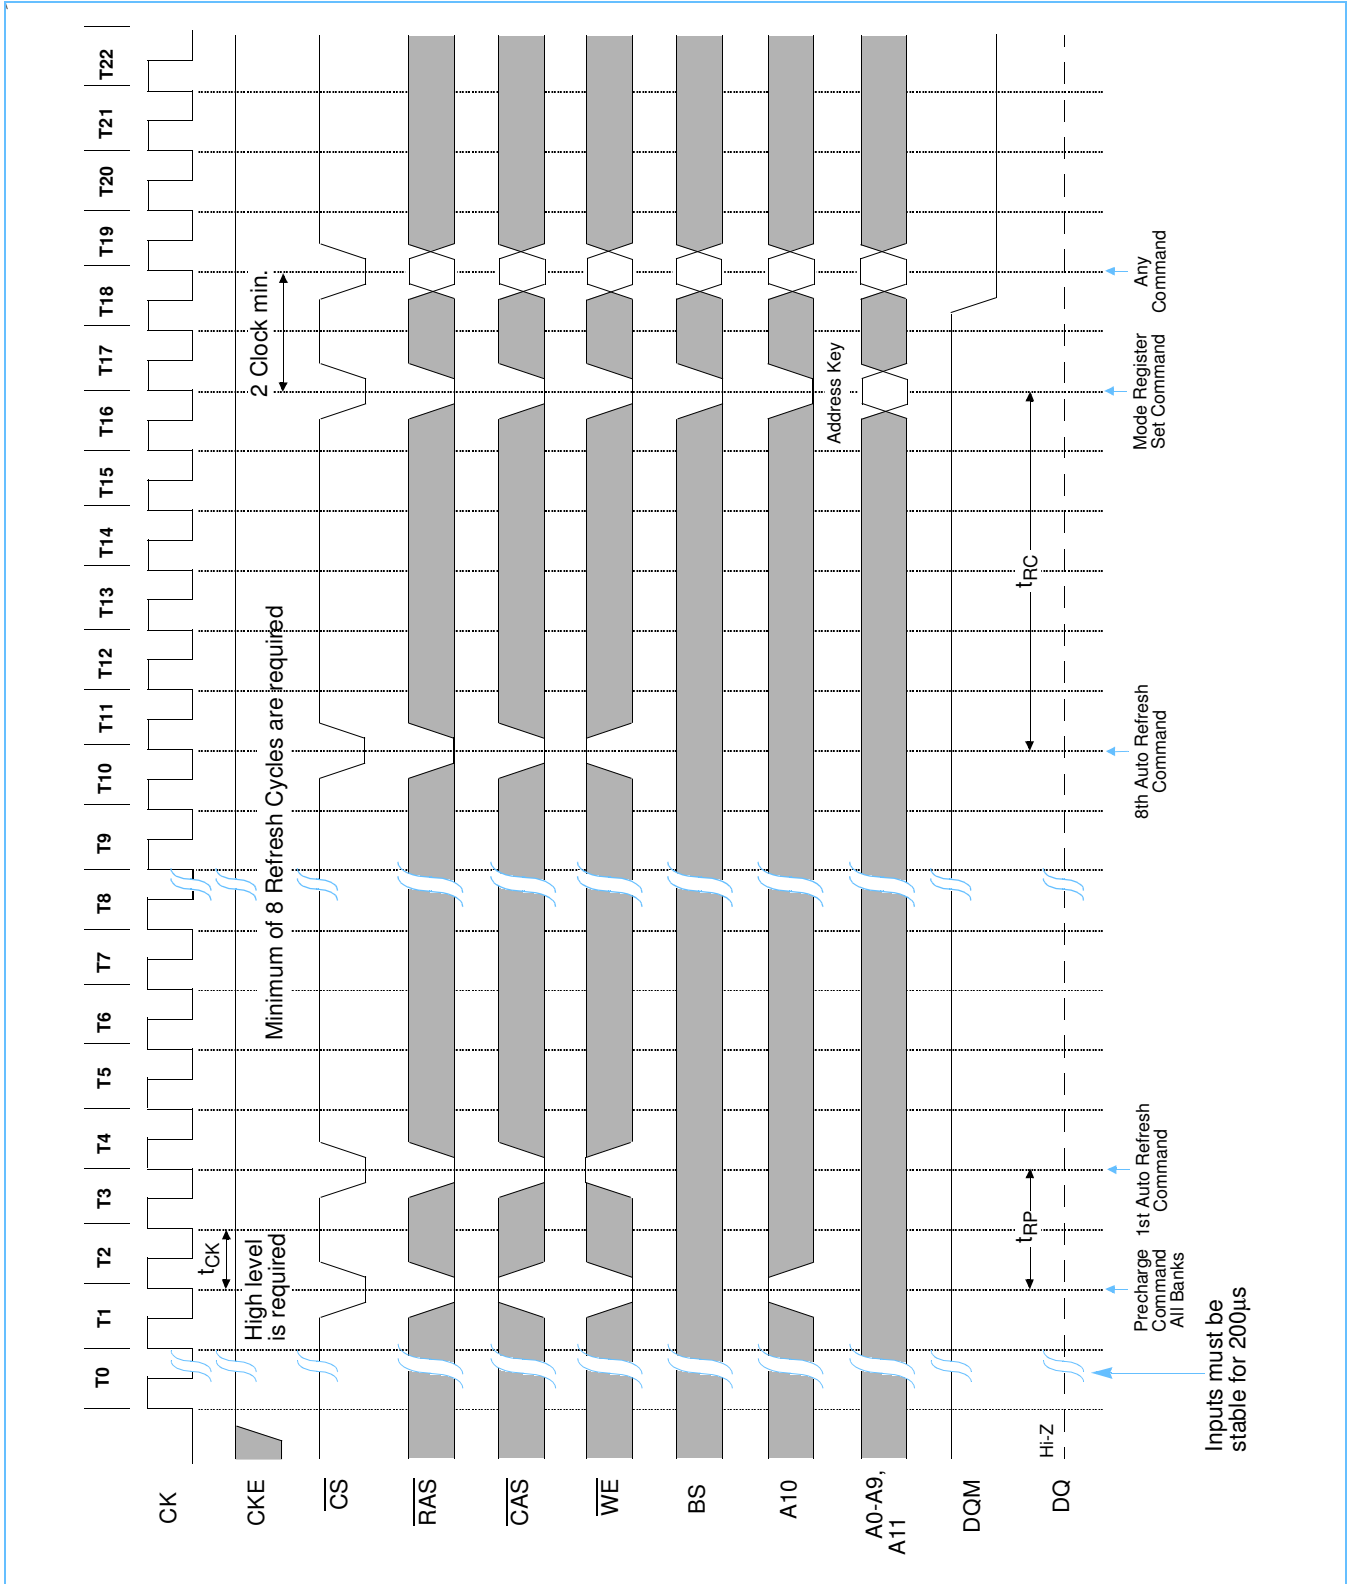 T0 T1 T2 T3 T4 T5 T6 T7 T8 T9 T10 T11 T12 T13 T14 T15 T16 T17 T18 T19 T20 T21 T22
CK
tCK
CKE
High level
is required
Minimum of 8 Refresh Cycles are required
2 Clock min.
CS
RAS
CAS
WE
BS
A10
Address Key
A0-A9,
A11
DQM
tRP
tRC
DQ
Hi-Z
Precharge
Command
All Banks
1st Auto Refresh
Command
8th Auto Refresh
Command
Mode Register
Set Command
Any
Command
Inputs must be
stable for 200µs